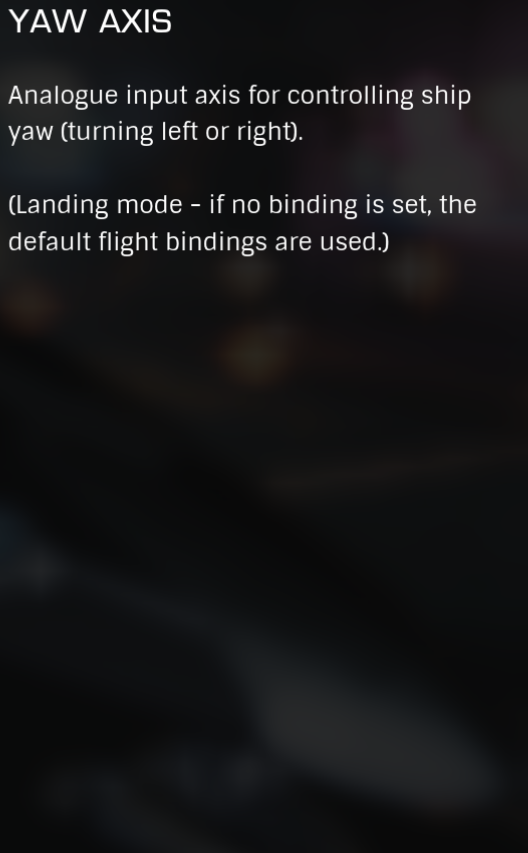 YAW AXIS
Analogue input axis for controlling ship
yaw (turning left or right).
(Landing mode - if no binding is set, the
default flight bindings are used.)